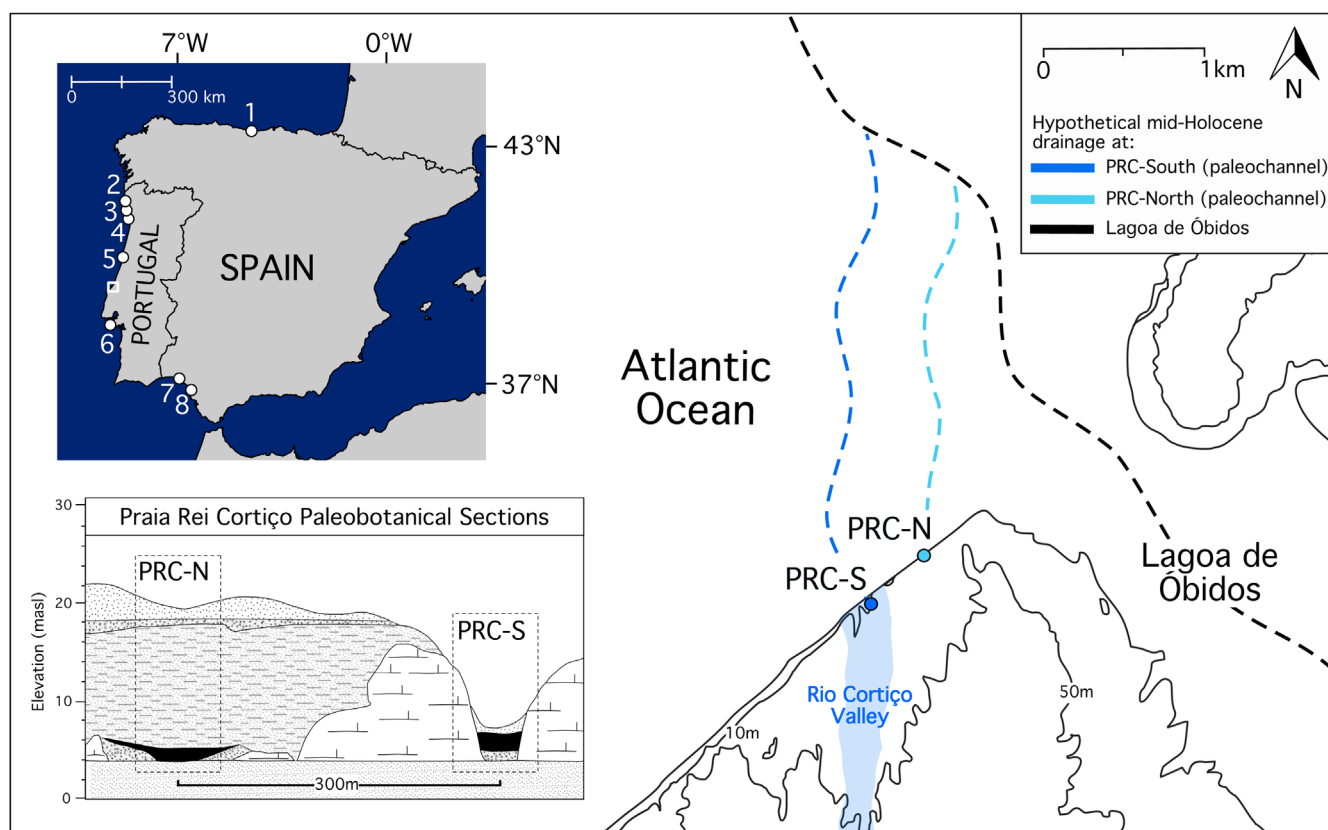 7°W
0°W
0
300 km
1
43°N
2
3
4
5
PORTUGAL
SPAIN
6
7
8
37°N
Praia Rei Cortiço Paleobotanical Sections
Elevation (masl)
30
20
10
0
PRC-N
PRC-S
300m
0
1km
N
Hypothetical mid-Holocene
drainage at:
PRC-South (paleochannel)
PRC-North (paleochannel)
Lagoa de Óbidos
Atlantic
Ocean
PRC-N
PRC-S
Lagoa de
Óbidos
Rio Cortiço
Valley
10m
50m